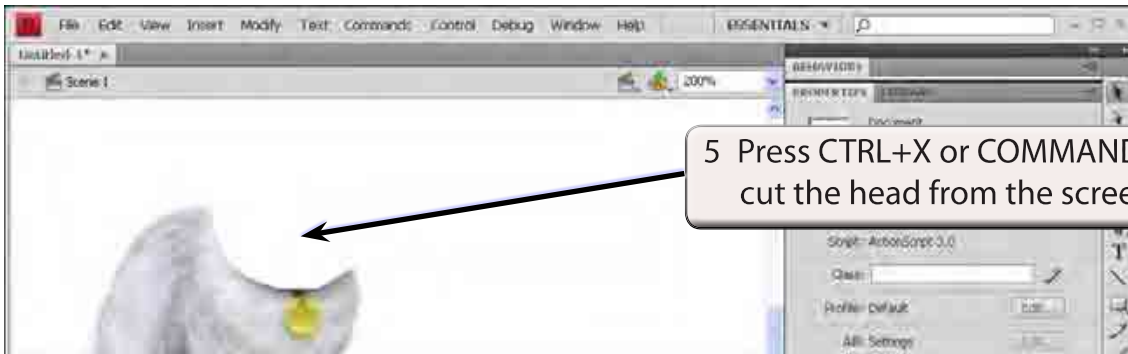 File Edit View Insert Modify Text Commands Control Debug Window Help ESSENTIALS
Untitled-1*
Scene 1 200%
BEHAVIORS
PROPERTIES LIBRARY
Document
5 Press CTRL+X or COMMAND
cut the head from the scree
Script: ActionScript 3.0
Class:
Profile: Default Edit...
AIR Settings Edit...
T